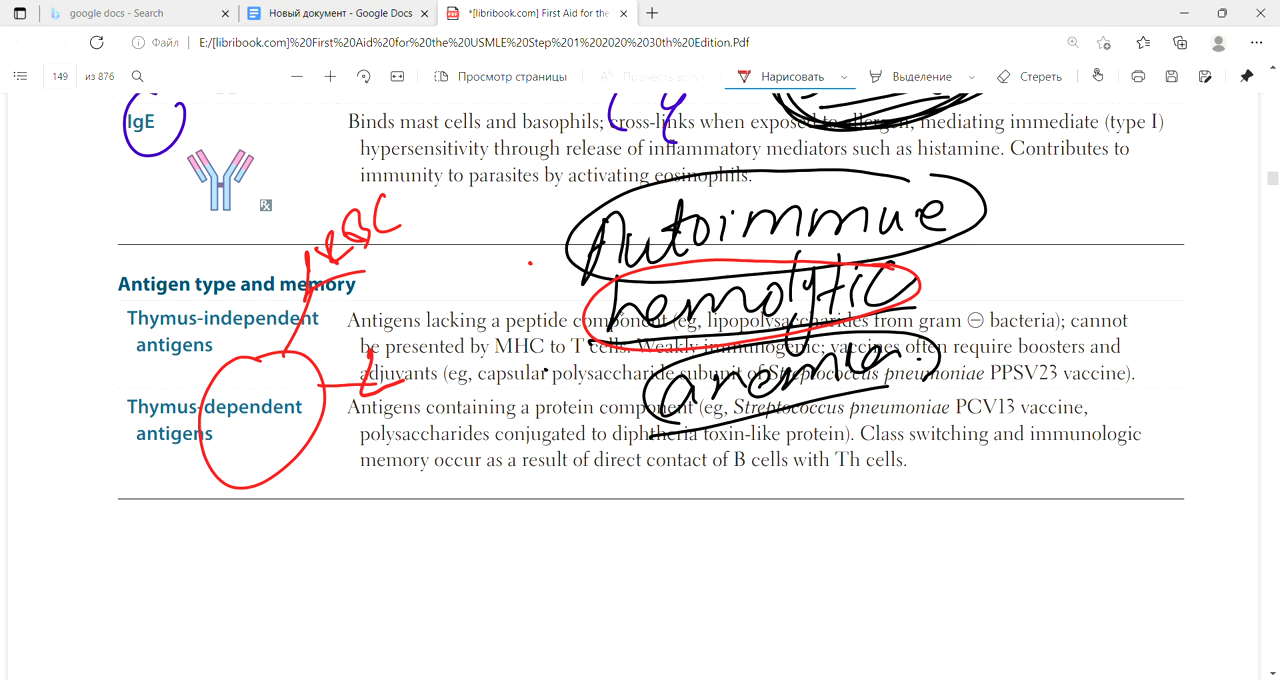 google docs - Search
Новый документ - Google Docs
*[libribook.com] First Aid for the
Файл
E:/[libribook.com]%20First%20Aid%20for%20the%20USMLE%20Step%201%202020%2030th%20Edition.Pdf
149 из 876
Просмотр страницы
Прочесть вслух
Нарисовать
Выделение
Стереть
IgE
Binds mast cells and basophils; cross-links when exposed to allergen, mediating immediate (type I)
hypersensitivity through release of inflammatory mediators such as histamine. Contributes to
immunity to parasites by activating eosinophils.
Rx
RBC
Autoimmue
hemolytic
anemia
Antigen type and memory
Thymus-independent
antigens
Antigens lacking a peptide component (eg, lipopolysaccharides from gram ⊖ bacteria); cannot
be presented by MHC to T cells. Weakly immunogenic; vaccines often require boosters and
adjuvants (eg, capsular polysaccharide subunit of Streptococcus pneumoniae PPSV23 vaccine).
Thymus-dependent
antigens
Antigens containing a protein component (eg, Streptococcus pneumoniae PCV13 vaccine,
polysaccharides conjugated to diphtheria toxin-like protein). Class switching and immunologic
memory occur as a result of direct contact of B cells with Th cells.